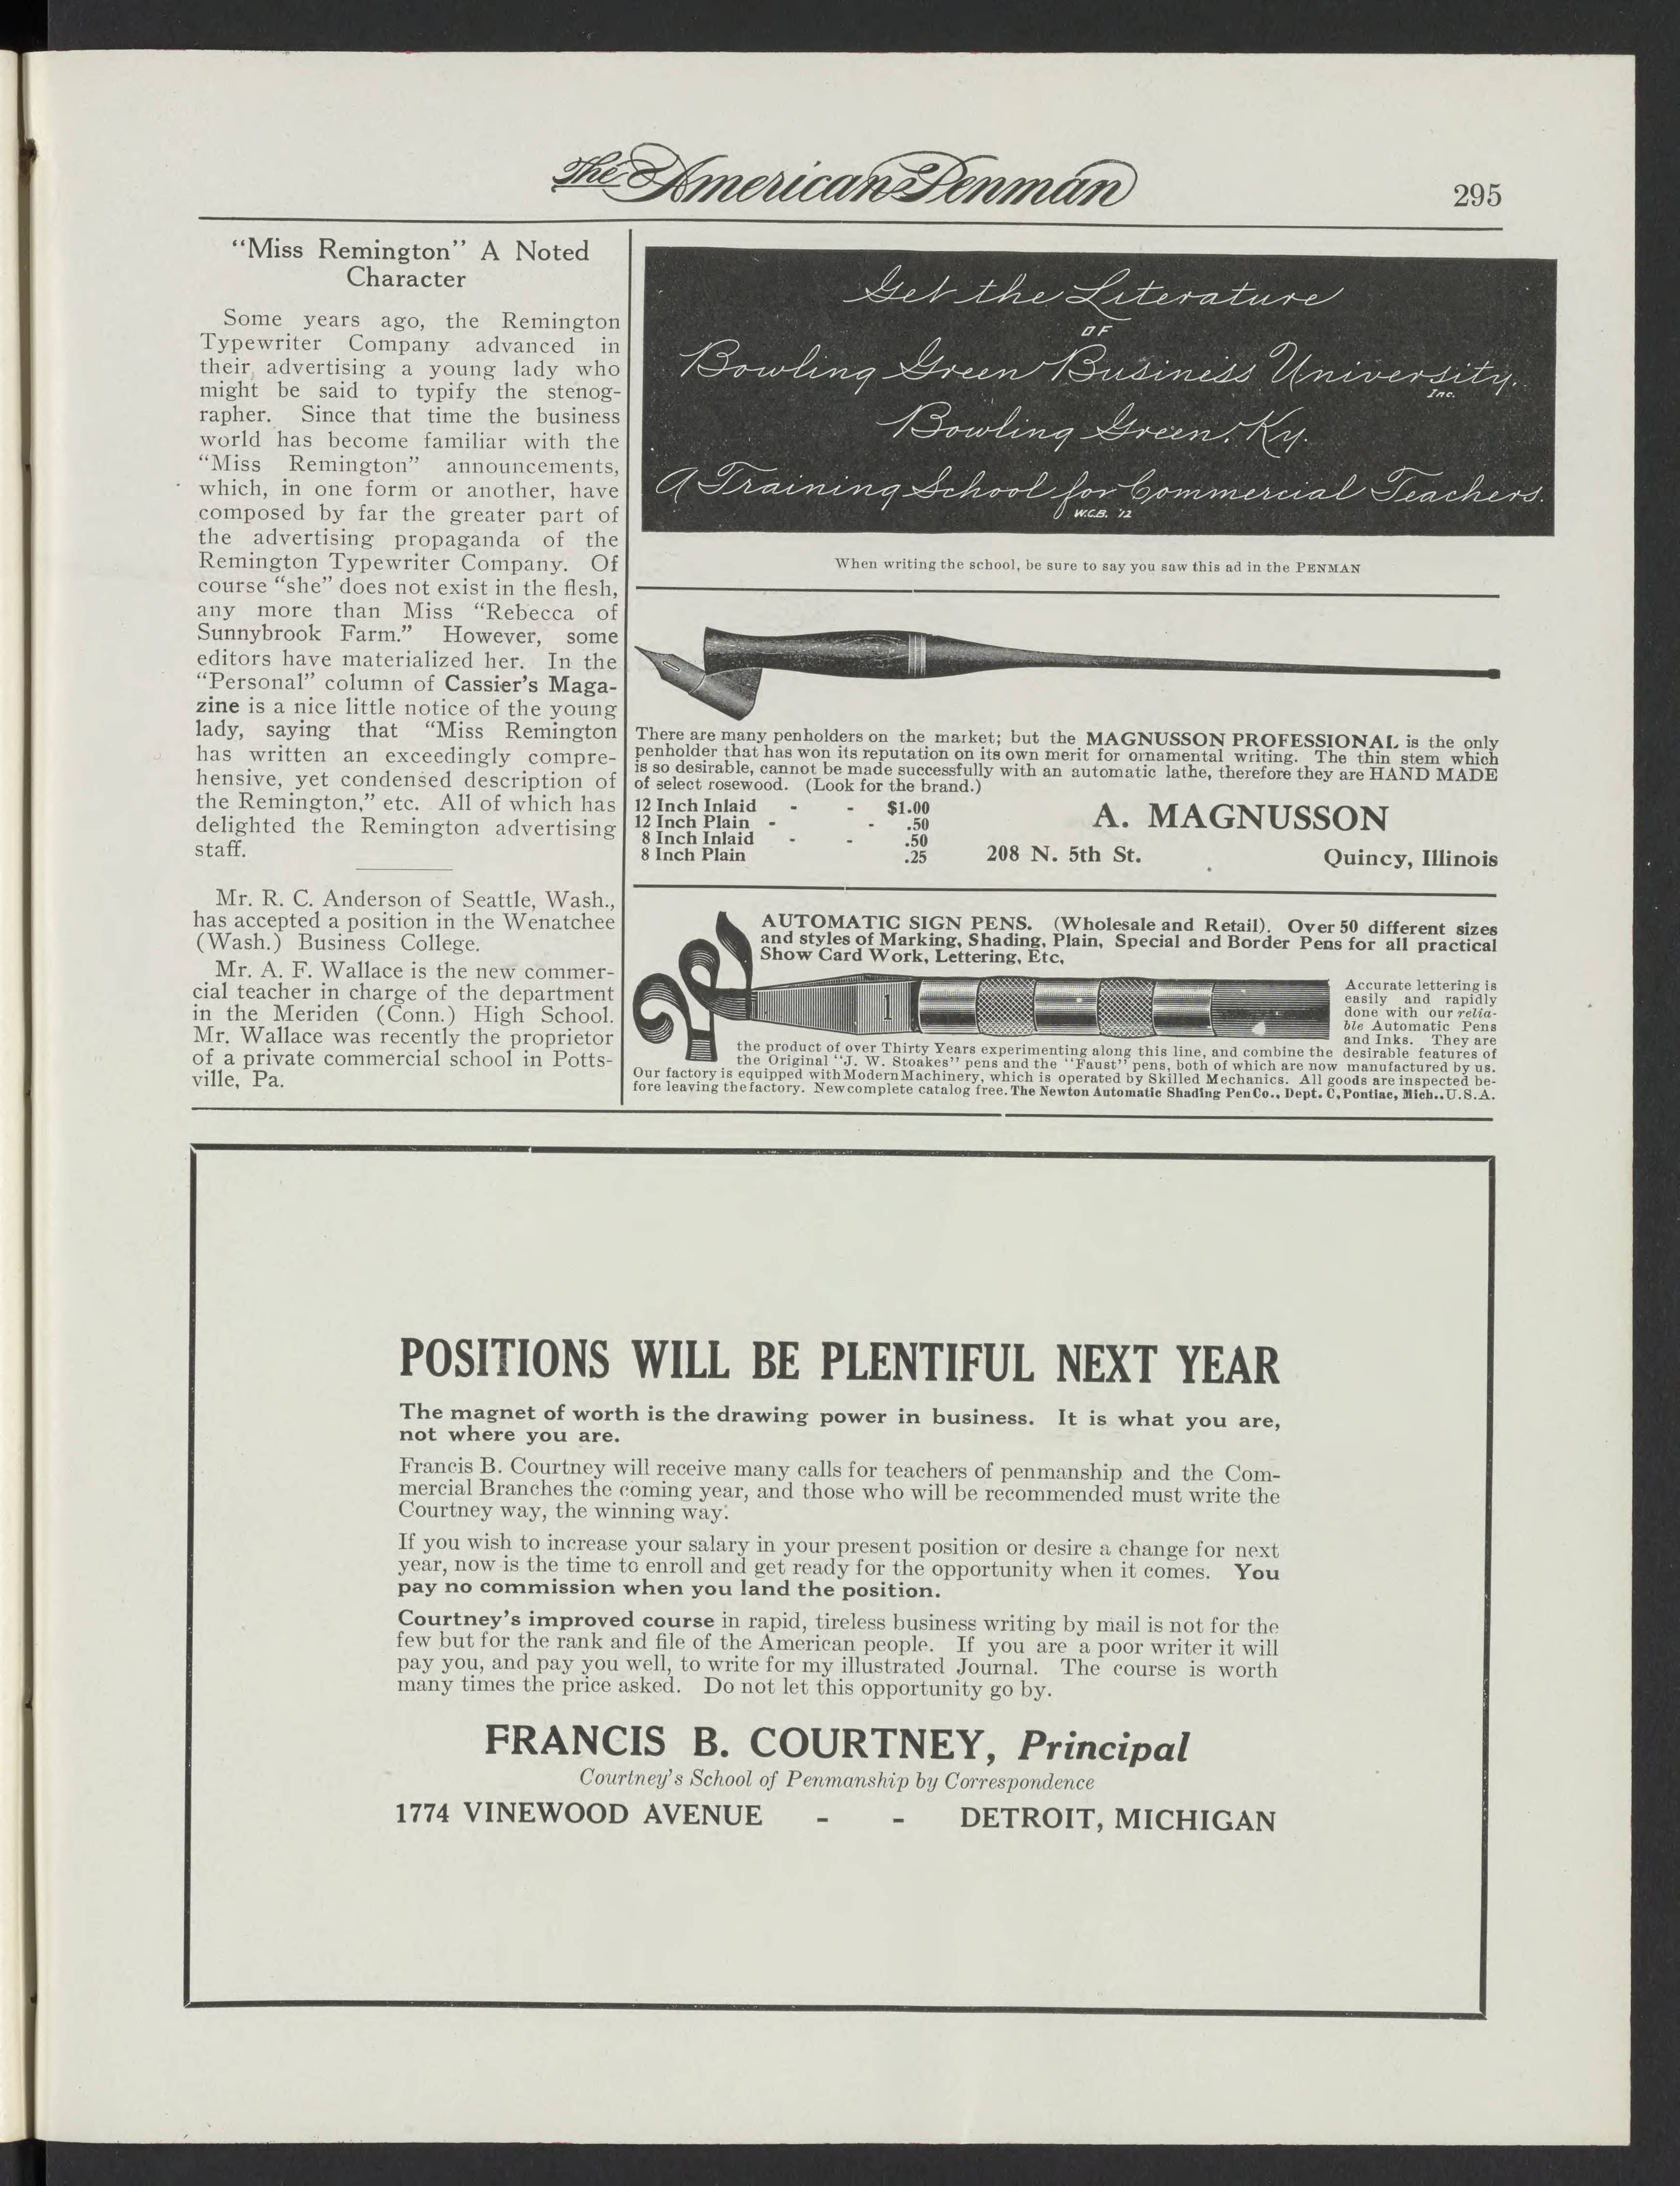 The American Penman
295
“Miss Remington” A Noted
Character
Some years ago, the Remington
Typewriter Company advanced in
their advertising a young lady who
might be said to typify the stenog-
rapher. Since that time the business
world has become familiar with the
“Miss Remington” announcements,
which, in one form or another, have
composed by far the greater part of
the advertising propaganda of the
Remington Typewriter Company. Of
course “she” does not exist in the flesh,
any more than Miss “Rebecca of
Sunnybrook Farm.” However, some
editors have materialized her. In the
“Personal” column of Cassier’s Maga-
zine is a nice little notice of the young
lady, saying that “Miss Remington
has written an exceedingly compre-
hensive, yet condensed description of
the Remington,” etc. All of which has
delighted the Remington advertising
staff.
Mr. R. C. Anderson of Seattle, Wash.,
has accepted a position in the Wenatchee
(Wash.) Business College.
Mr. A. F. Wallace is the new commer-
cial teacher in charge of the department
in the Meriden (Conn.) High School.
Mr. Wallace was recently the proprietor
of a private commercial school in Potts-
ville, Pa.
Get the Literature
OF
Bowling Green Business University.
Inc.
Bowling Green, Ky.
A Training School for Commercial Teachers.
W.C.B. '12
When writing the school, be sure to say you saw this ad in the PENMAN
There are many penholders on the market; but the MAGNUSSON PROFESSIONAL is the only
penholder that has won its reputation on its own merit for ornamental writing. The thin stem which
is so desirable, cannot be made successfully with an automatic lathe, therefore they are HAND MADE
of select rosewood. (Look for the brand.)
12 Inch Inlaid - - $1.00
12 Inch Plain - - .50
8 Inch Inlaid - - .50
8 Inch Plain .25
A. MAGNUSSON
208 N. 5th St. Quincy, Illinois
AUTOMATIC SIGN PENS. (Wholesale and Retail). Over 50 different sizes
and styles of Marking, Shading, Plain, Special and Border Pens for all practical
Show Card Work, Lettering, Etc,
1
Accurate lettering is
easily and rapidly
done with our relia-
ble Automatic Pens
and Inks. They are
the product of over Thirty Years experimenting along this line, and combine the desirable features of
the Original “J. W. Stoakes” pens and the “Faust” pens, both of which are now manufactured by us.
Our factory is equipped with Modern Machinery, which is operated by Skilled Mechanics. All goods are inspected be-
fore leaving the factory. New complete catalog free. The Newton Automatic Shading Pen Co., Dept. C, Pontiac, Mich.. U.S.A.
POSITIONS WILL BE PLENTIFUL NEXT YEAR
The magnet of worth is the drawing power in business. It is what you are,
not where you are.
Francis B. Courtney will receive many calls for teachers of penmanship and the Com-
mercial Branches the coming year, and those who will be recommended must write the
Courtney way, the winning way.
If you wish to increase your salary in your present position or desire a change for next
year, now is the time to enroll and get ready for the opportunity when it comes. You
pay no commission when you land the position.
Courtney’s improved course in rapid, tireless business writing by mail is not for the
few but for the rank and file of the American people. If you are a poor writer it will
pay you, and pay you well, to write for my illustrated Journal. The course is worth
many times the price asked. Do not let this opportunity go by.
FRANCIS B. COURTNEY, Principal
Courtney’s School of Penmanship by Correspondence
1774 VINEWOOD AVENUE - - DETROIT, MICHIGAN